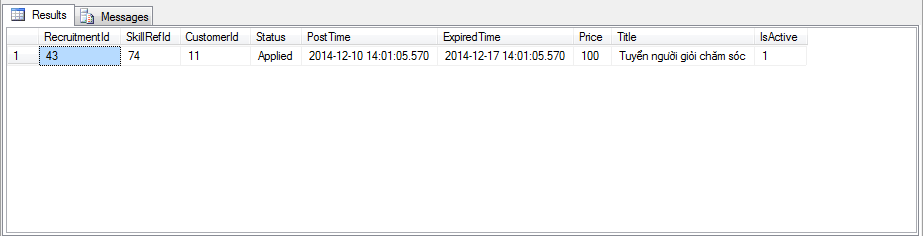 Results Messages
RecruitmentId SkillRefId CustomerId Status PostTime ExpiredTime Price Title IsActive
1 43 74 11 Applied 2014-12-10 14:01:05.570 2014-12-17 14:01:05.570 100 Tuyển người giỏi chăm sóc 1